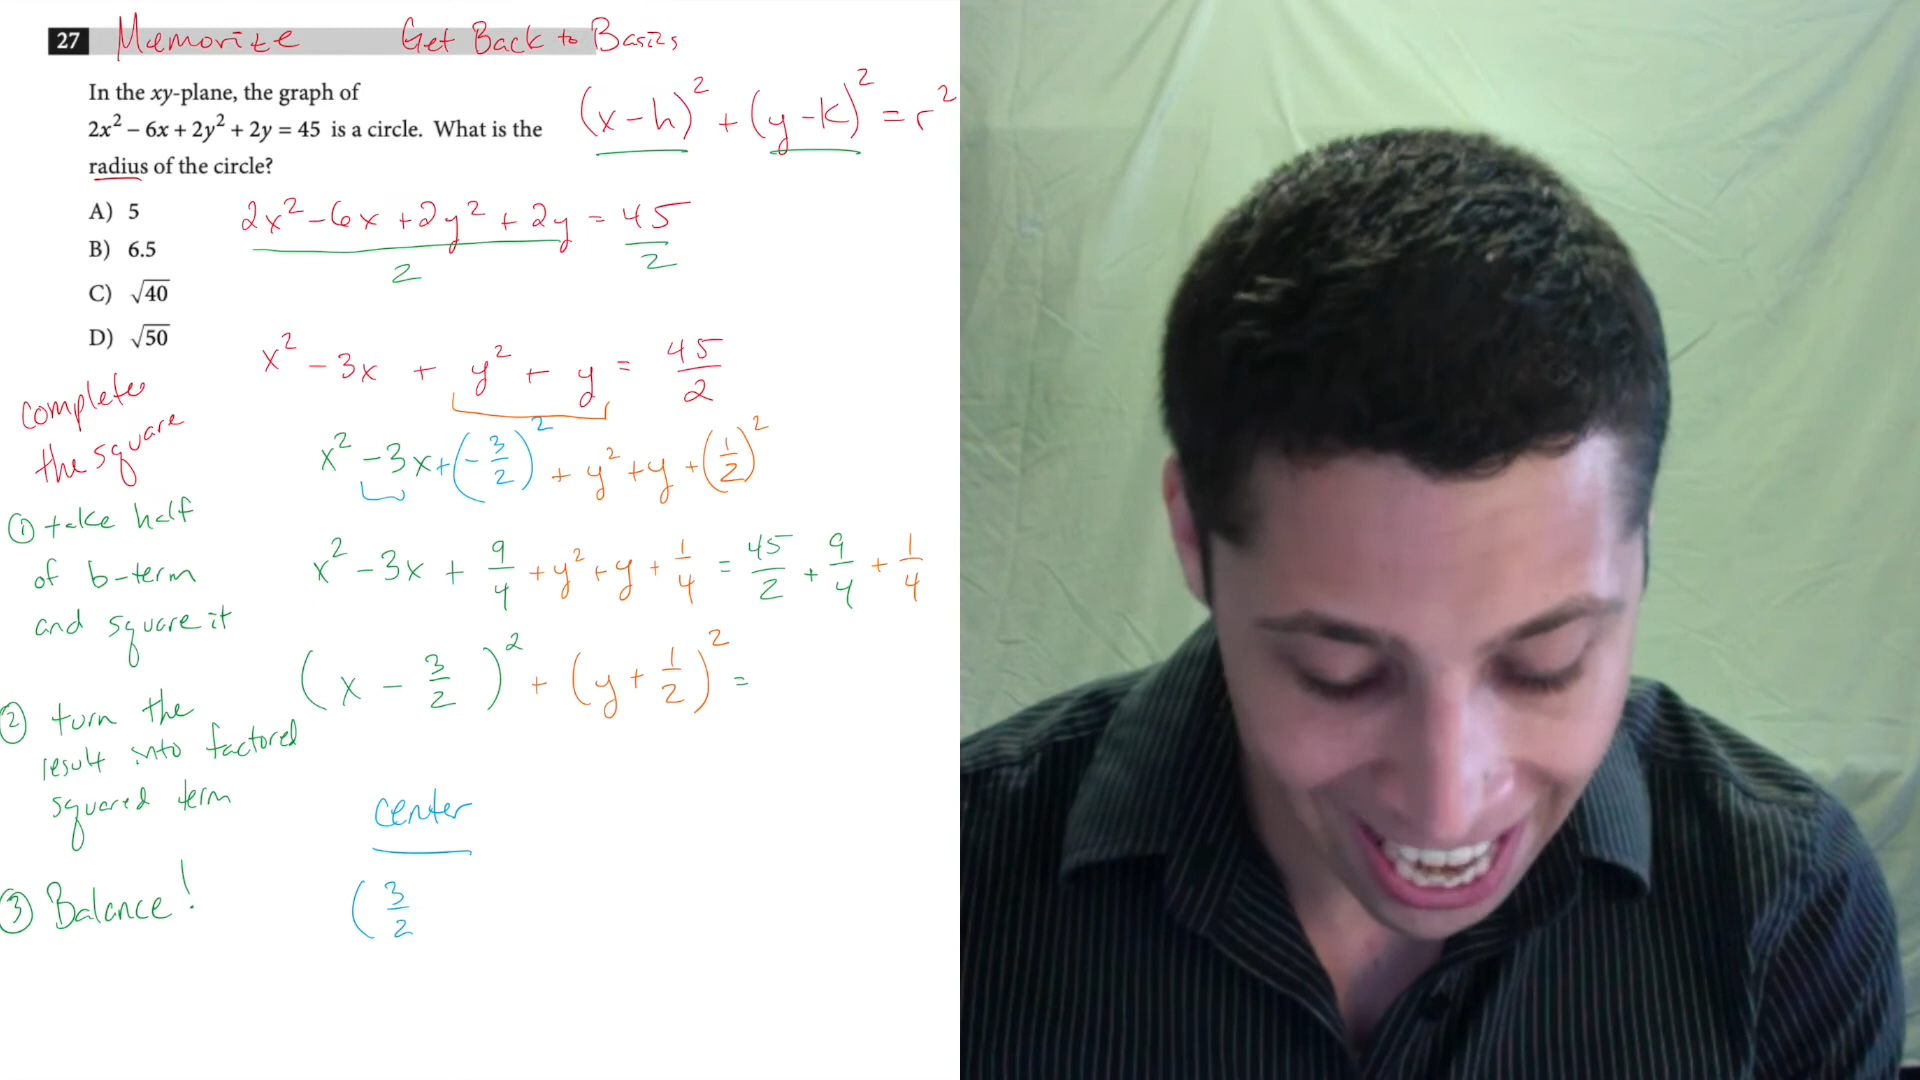 27 Memorize Get Back to Basics
In the xy-plane, the graph of
2x² – 6x + 2y² + 2y = 45 is a circle. What is the
radius of the circle?
(x-h)² + (y-k)² = r²
A) 5
B) 6.5
C) √40
D) √50
2x² - 6x + 2y² + 2y = 45
2 2
x² - 3x + y² + y = 45/2
complete
the square
x² - 3x + (-3/2)² + y² + y + (1/2)²
① take half
of b-term
and square it
x² - 3x + 9/4 + y² + y + 1/4 = 45/2 + 9/4 + 1/4
(x - 3/2)² + (y + 1/2)² =
② turn the
result into factored
squared term
center
③ Balance!
(3/2